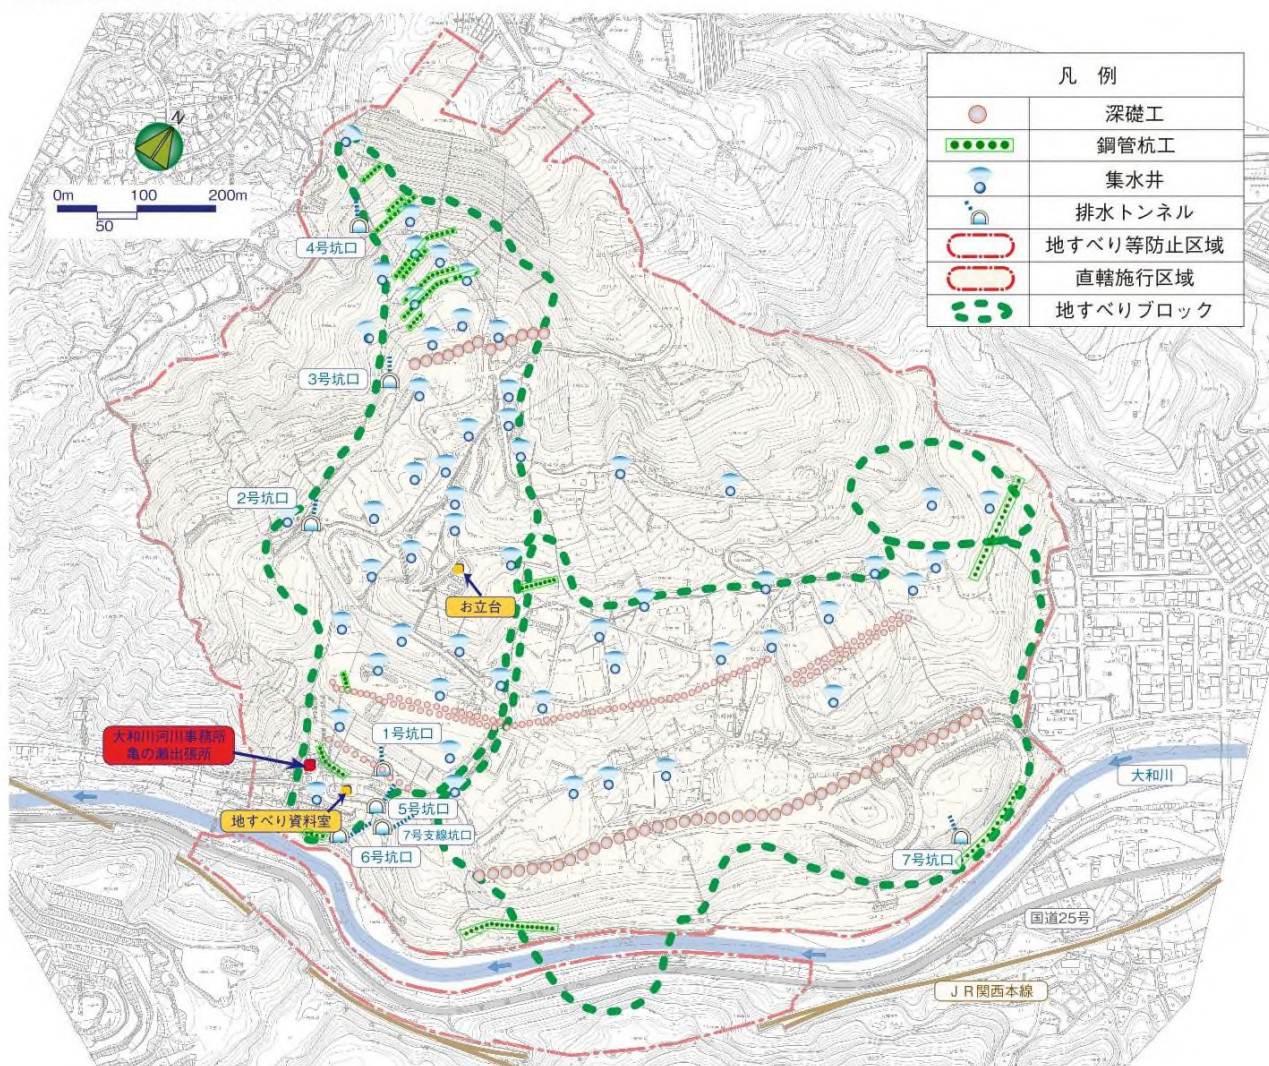 凡 例
深礎工
鋼管杭工
集水井
排水トンネル
地すべり等防止区域
直轄施行区域
地すべりブロック
N
0m 100 200m
50
4号坑口
3号坑口
2号坑口
お立台
大和川河川事務所
亀の瀬出張所
1号坑口
地すべり資料室
5号坑口
7号支線坑口
6号坑口
7号坑口
大和川
国道25号
JR関西本線